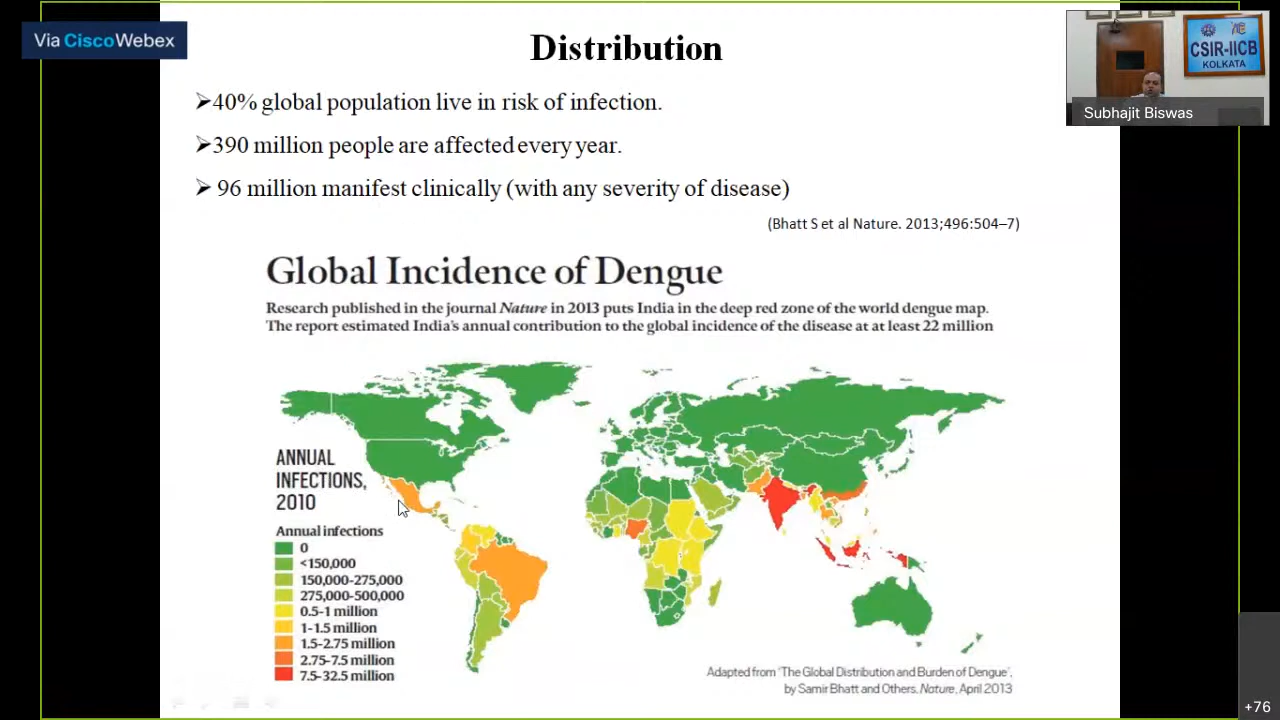 Via Cisco Webex
Distribution
CSIR-IICB
KOLKATA
Subhajit Biswas
➢40% global population live in risk of infection.
➢390 million people are affected every year.
➢ 96 million manifest clinically (with any severity of disease)
(Bhatt S et al Nature. 2013;496:504–7)
Global Incidence of Dengue
Research published in the journal Nature in 2013 puts India in the deep red zone of the world dengue map.
The report estimated India's annual contribution to the global incidence of the disease at at least 22 million
ANNUAL
INFECTIONS,
2010
Annual infections
0
<150,000
150,000-275,000
275,000-500,000
0.5-1 million
1-1.5 million
1.5-2.75 million
2.75-7.5 million
7.5-32.5 million
Adapted from 'The Global Distribution and Burden of Dengue',
by Samir Bhatt and Others. Nature, April 2013
+76